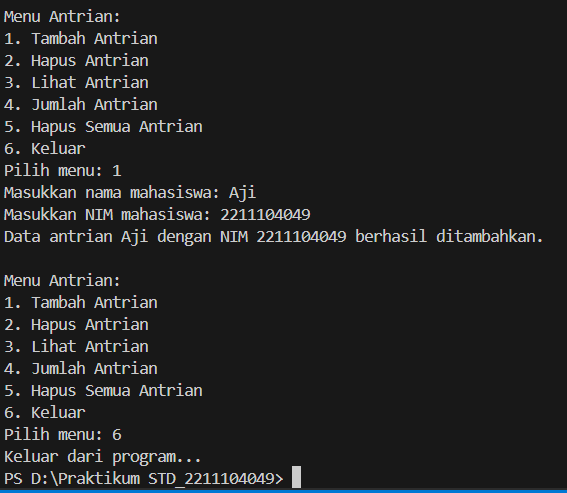 Menu Antrian:
1. Tambah Antrian
2. Hapus Antrian
3. Lihat Antrian
4. Jumlah Antrian
5. Hapus Semua Antrian
6. Keluar
Pilih menu: 1
Masukkan nama mahasiswa: Aji
Masukkan NIM mahasiswa: 2211104049
Data antrian Aji dengan NIM 2211104049 berhasil ditambahkan.

Menu Antrian:
1. Tambah Antrian
2. Hapus Antrian
3. Lihat Antrian
4. Jumlah Antrian
5. Hapus Semua Antrian
6. Keluar
Pilih menu: 6
Keluar dari program...
PS D:\Praktikum STD_2211104049>